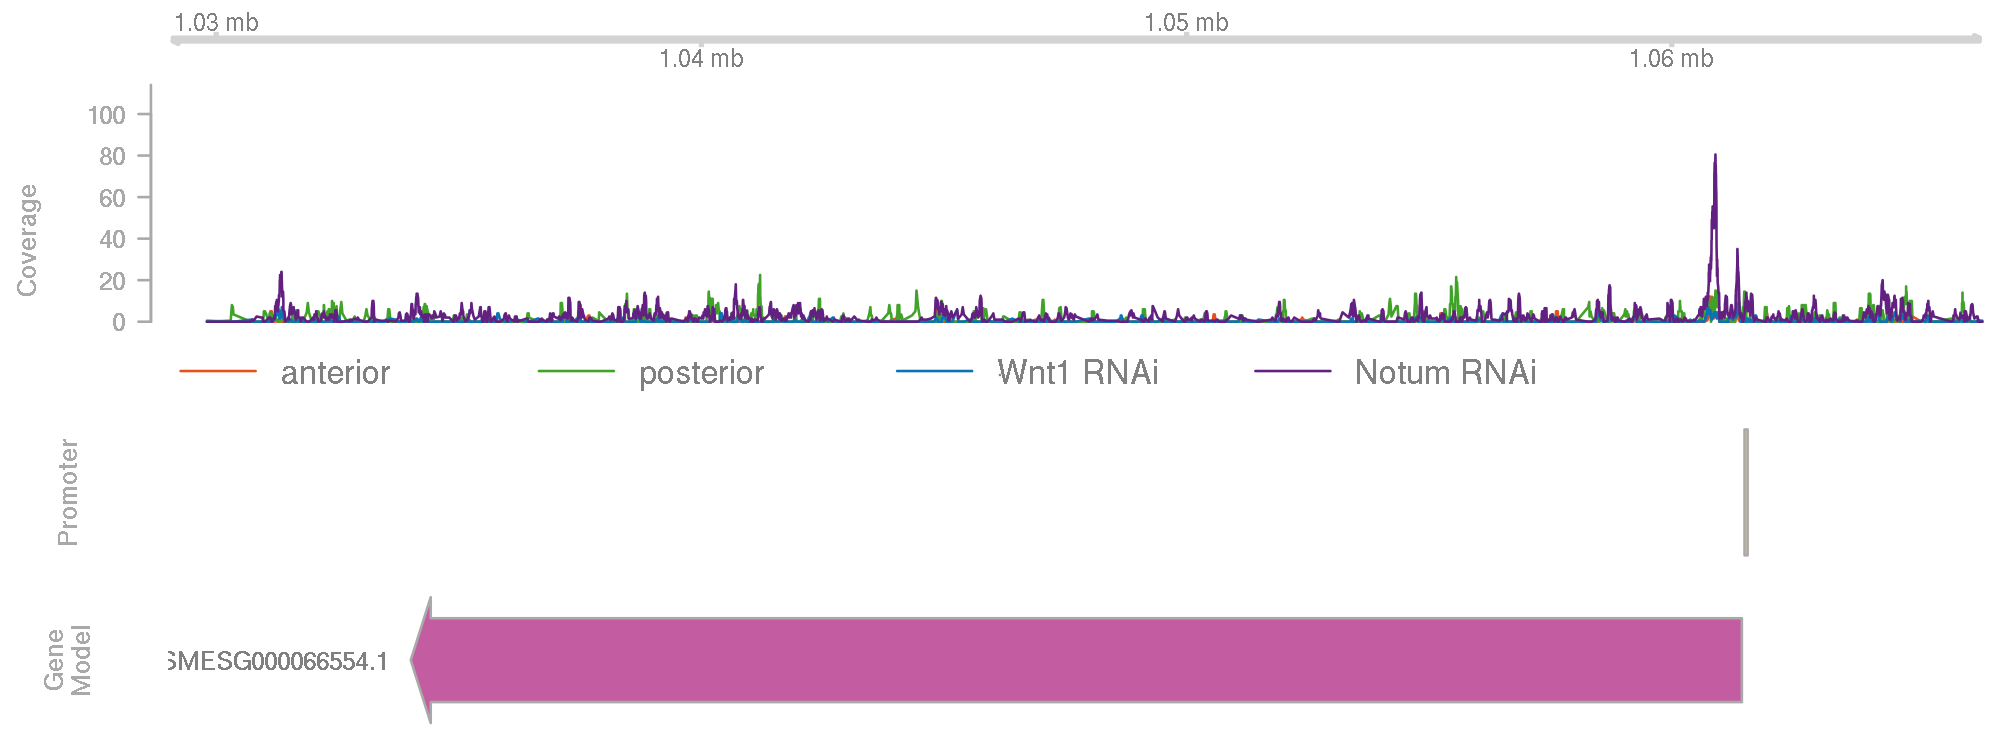 1.03 mb
1.05 mb
1.04 mb
1.06 mb
Coverage
100
80
60
40
20
0
anterior
posterior
Wnt1 RNAi
Notum RNAi
Promoter
Gene
Model
SMESG000066554.1